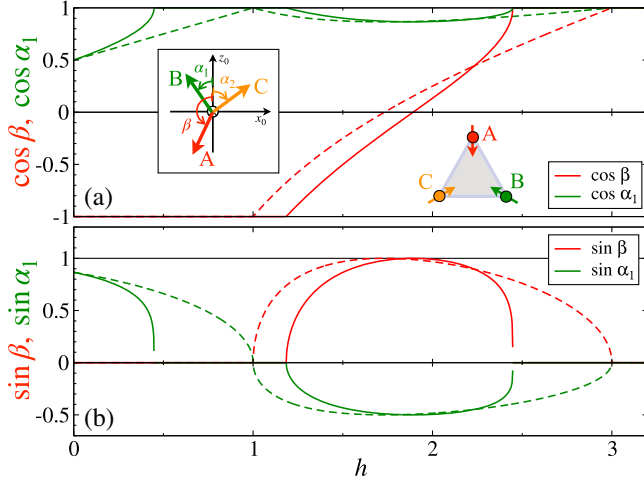 cos β, cos α₁
1
0.5
0
-0.5
-1
z₀
α₁
α₂
B
C
β
x₀
A
A
C
B
cos β
cos α₁
(a)
sin β, sin α₁
1
0.5
0
-0.5
sin β
sin α₁
(b)
0
1
2
3
h